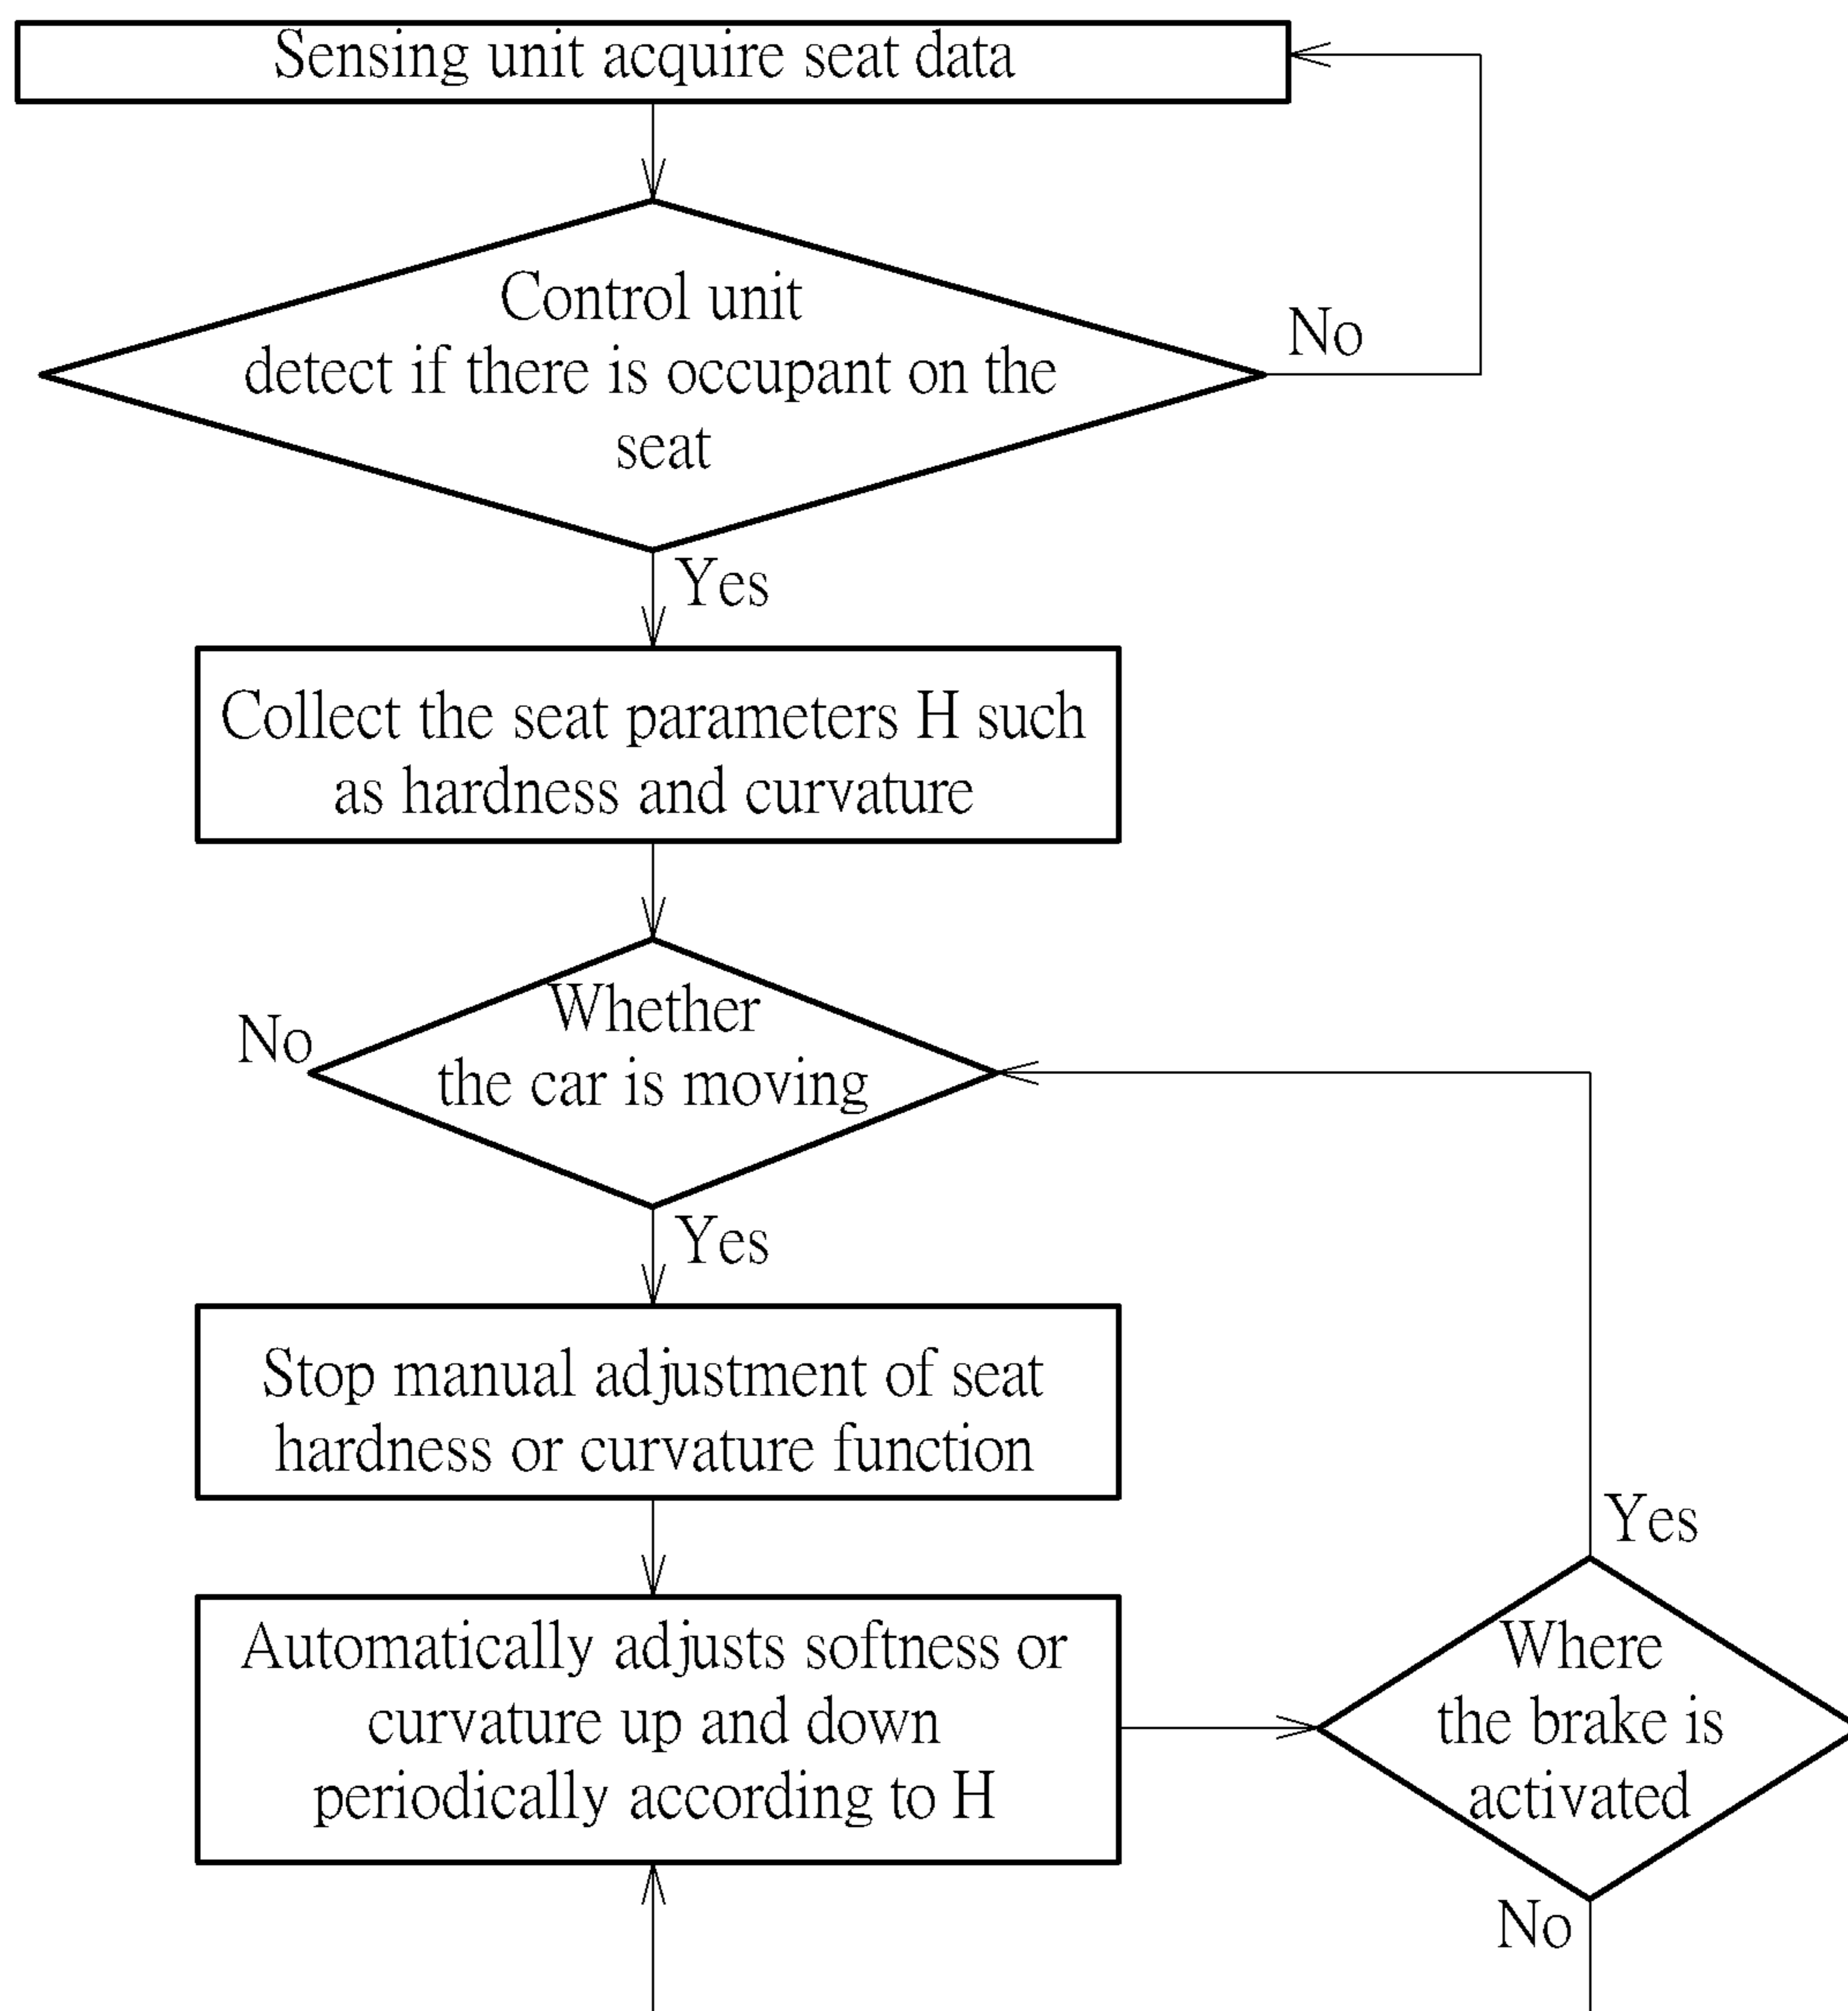 Sensing unit acquire seat data
Control unit
detect if there is occupant on the
seat
No
Yes
Collect the seat parameters H such
as hardness and curvature
Whether
the car is moving
No
Yes
Stop manual adjustment of seat
hardness or curvature function
Automatically adjusts softness or
curvature up and down
periodically according to H
Yes
Where
the brake is
activated
No